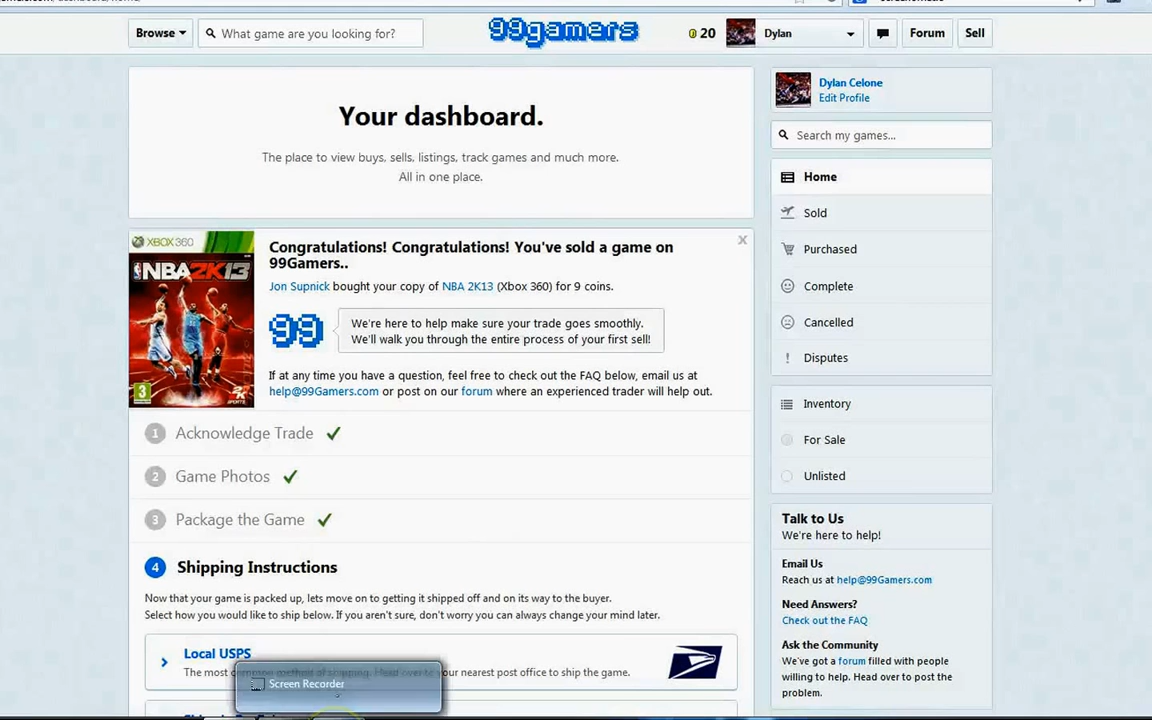 Browse
What game are you looking for?
99gamers
20
Dylan
Forum
Sell
Your dashboard.
The place to view buys, sells, listings, track games and much more.
All in one place.
XBOX 360
NBA 2K13
3
2K SPORTS
Congratulations! Congratulations! You've sold a game on
99Gamers..
Jon Supnick bought your copy of NBA 2K13 (Xbox 360) for 9 coins.
99
We're here to help make sure your trade goes smoothly.
We'll walk you through the entire process of your first sell!
If at any time you have a question, feel free to check out the FAQ below, email us at
help@99Gamers.com or post on our forum where an experienced trader will help out.
1 Acknowledge Trade
2 Game Photos
3 Package the Game
4 Shipping Instructions
Now that your game is packed up, lets move on to getting it shipped off and on its way to the buyer.
Select how you would like to ship below. If you aren't sure, don't worry you can always change your mind later.
Local USPS
The most common method of shipping. Head over to your nearest post office to ship the game.
Screen Recorder
Dylan Celone
Edit Profile
Search my games...
Home
Sold
Purchased
Complete
Cancelled
Disputes
Inventory
For Sale
Unlisted
Talk to Us
We're here to help!
Email Us
Reach us at help@99Gamers.com
Need Answers?
Check out the FAQ
Ask the Community
We've got a forum filled with people
willing to help. Head over to post the
problem.